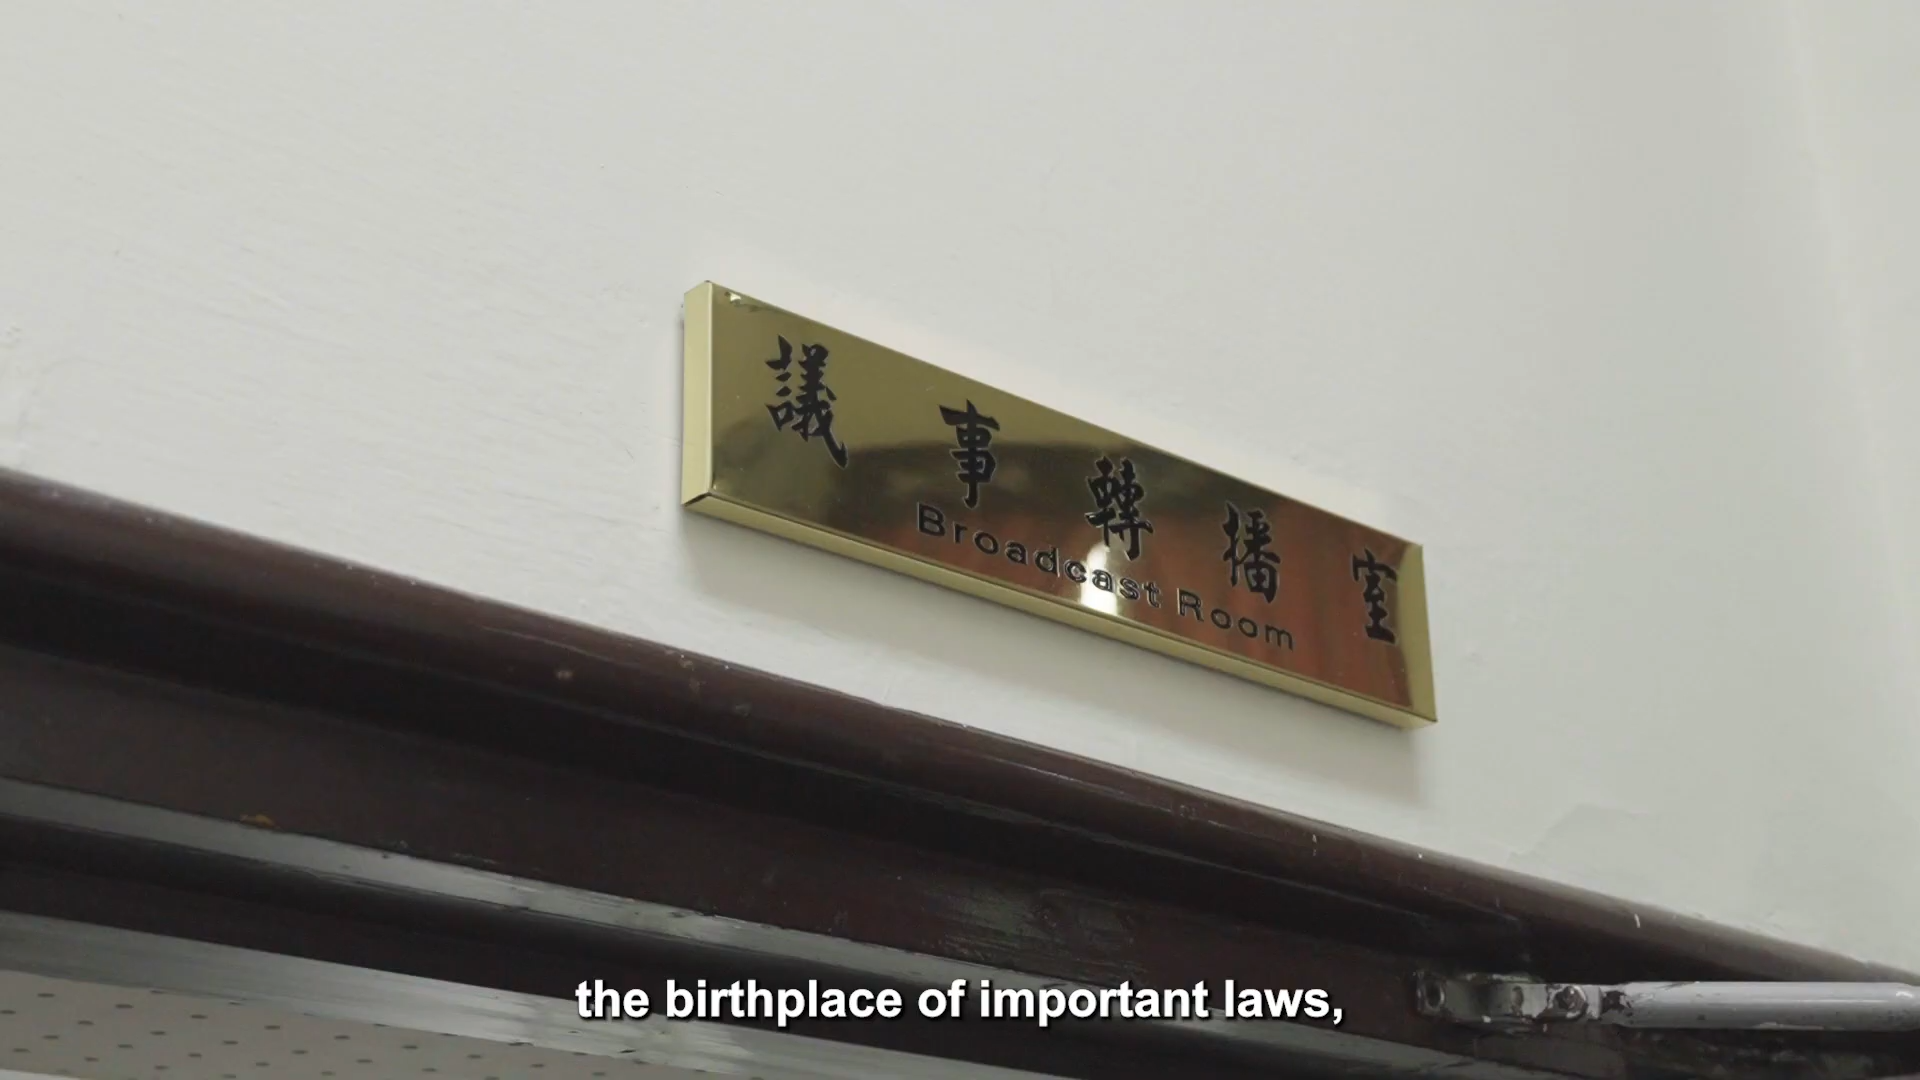 議事轉播室
Broadcast Room
the birthplace of important laws,